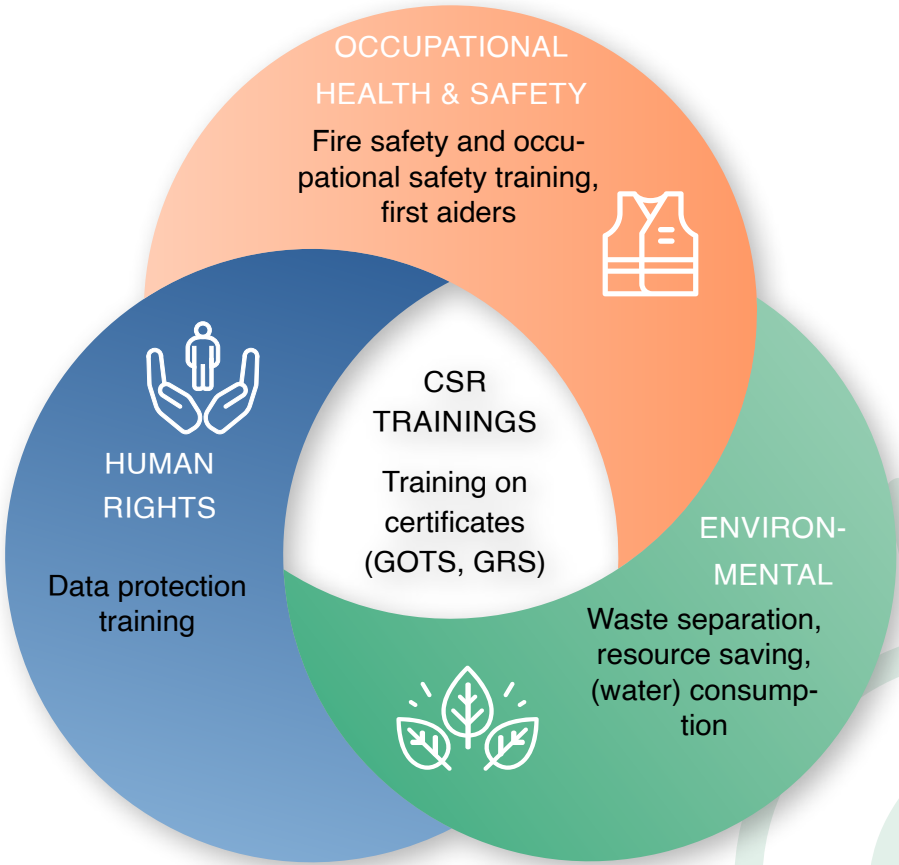 OCCUPATIONAL
HEALTH & SAFETY
Fire safety and occu-
pational safety training,
first aiders
CSR
TRAININGS
Training on
certificates
(GOTS, GRS)
HUMAN
RIGHTS
Data protection
training
ENVIRON-
MENTAL
Waste separation,
resource saving,
(water) consump-
tion